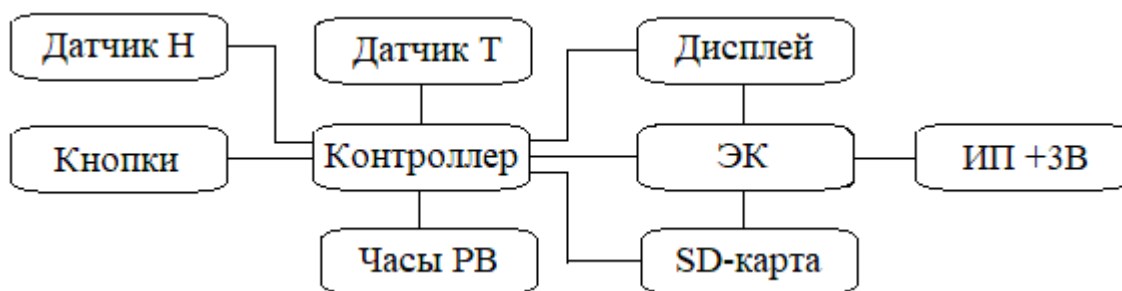 Датчик Н
Датчик Т
Дисплей
Кнопки
Контроллер
ЭК
ИП +3В
Часы РВ
SD-карта